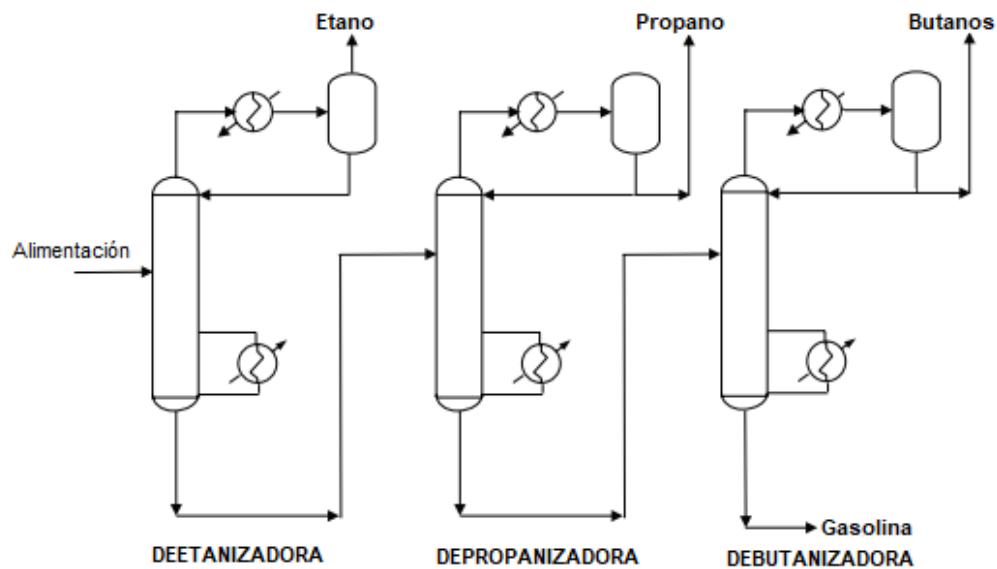 Etano
Propano
Butanos
Alimentación
Gasolina
DEETANIZADORA
DEPROPANIZADORA
DEBUTANIZADORA